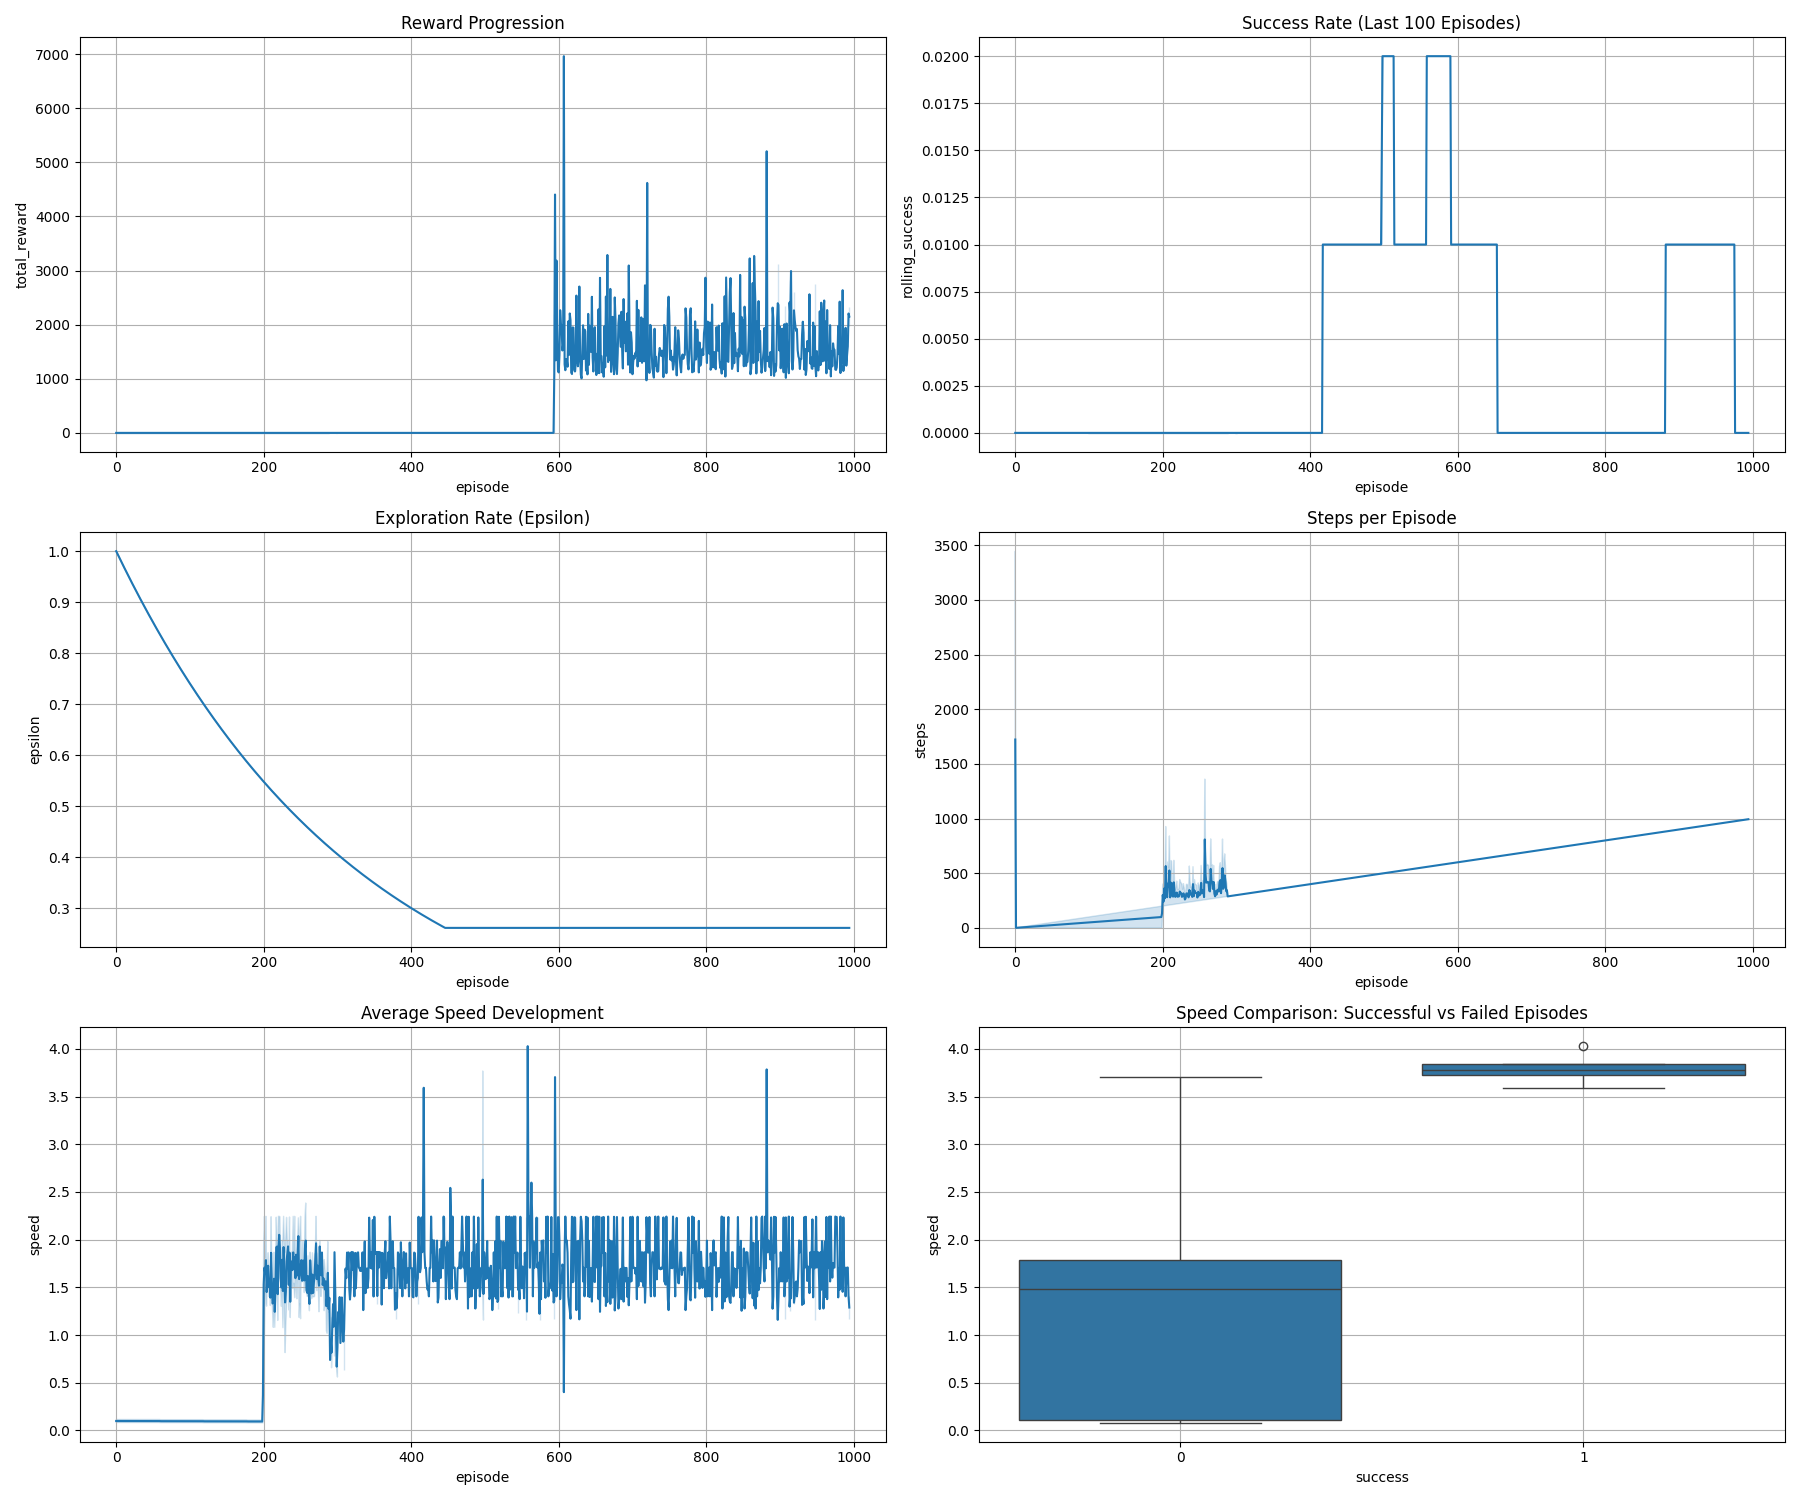 Reward Progression
7000
6000
5000
4000
3000
2000
1000
0
total_reward
0 200 400 600 800 1000
episode
Success Rate (Last 100 Episodes)
0.0200
0.0175
0.0150
0.0125
0.0100
0.0075
0.0050
0.0025
0.0000
rolling_success
0 200 400 600 800 1000
episode
Exploration Rate (Epsilon)
1.0
0.9
0.8
0.7
0.6
0.5
0.4
0.3
epsilon
0 200 400 600 800 1000
episode
Steps per Episode
3500
3000
2500
2000
1500
1000
500
0
steps
0 200 400 600 800 1000
episode
Average Speed Development
4.0
3.5
3.0
2.5
2.0
1.5
1.0
0.5
0.0
speed
0 200 400 600 800 1000
episode
Speed Comparison: Successful vs Failed Episodes
4.0
3.5
3.0
2.5
2.0
1.5
1.0
0.5
0.0
speed
0 1
success